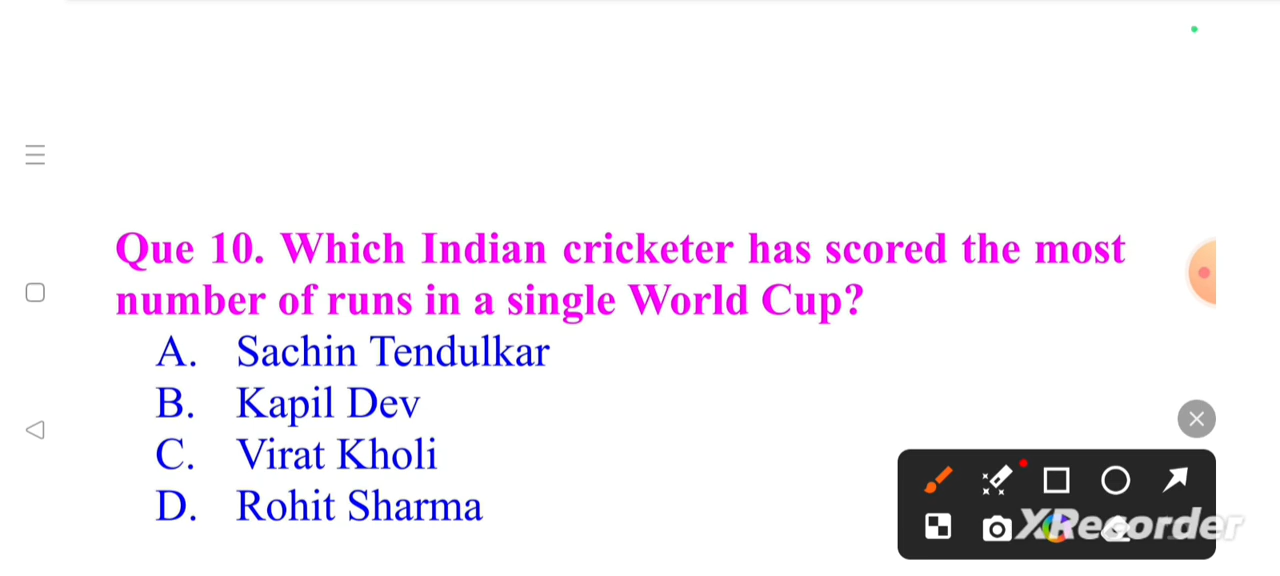 Que 10. Which Indian cricketer has scored the most
number of runs in a single World Cup?
A. Sachin Tendulkar
B. Kapil Dev
C. Virat Kholi
D. Rohit Sharma
XRecorder